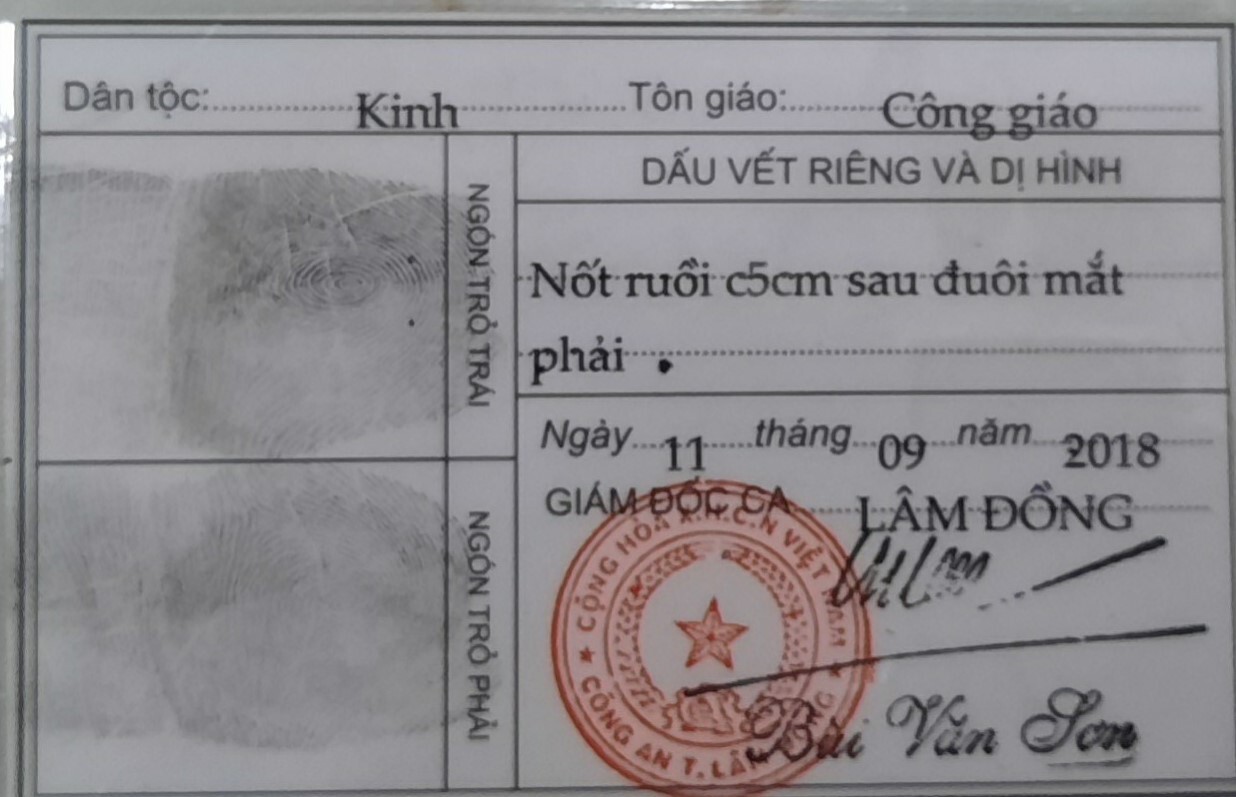 Dân tộc: Kinh Tôn giáo: Công giáo
DẤU VẾT RIÊNG VÀ DỊ HÌNH
NGÓN TRỎ TRÁI
Nốt ruồi c5cm sau đuôi mắt
phải .
Ngày 11 tháng 09 năm 2018
GIÁM ĐỐC CA LÂM ĐỒNG
NGÓN TRỎ PHẢI
CỘNG HÒA X.H.C.N VIỆT NAM
CÔNG AN T. LÂM ĐỒNG
Bùi Văn Sơn